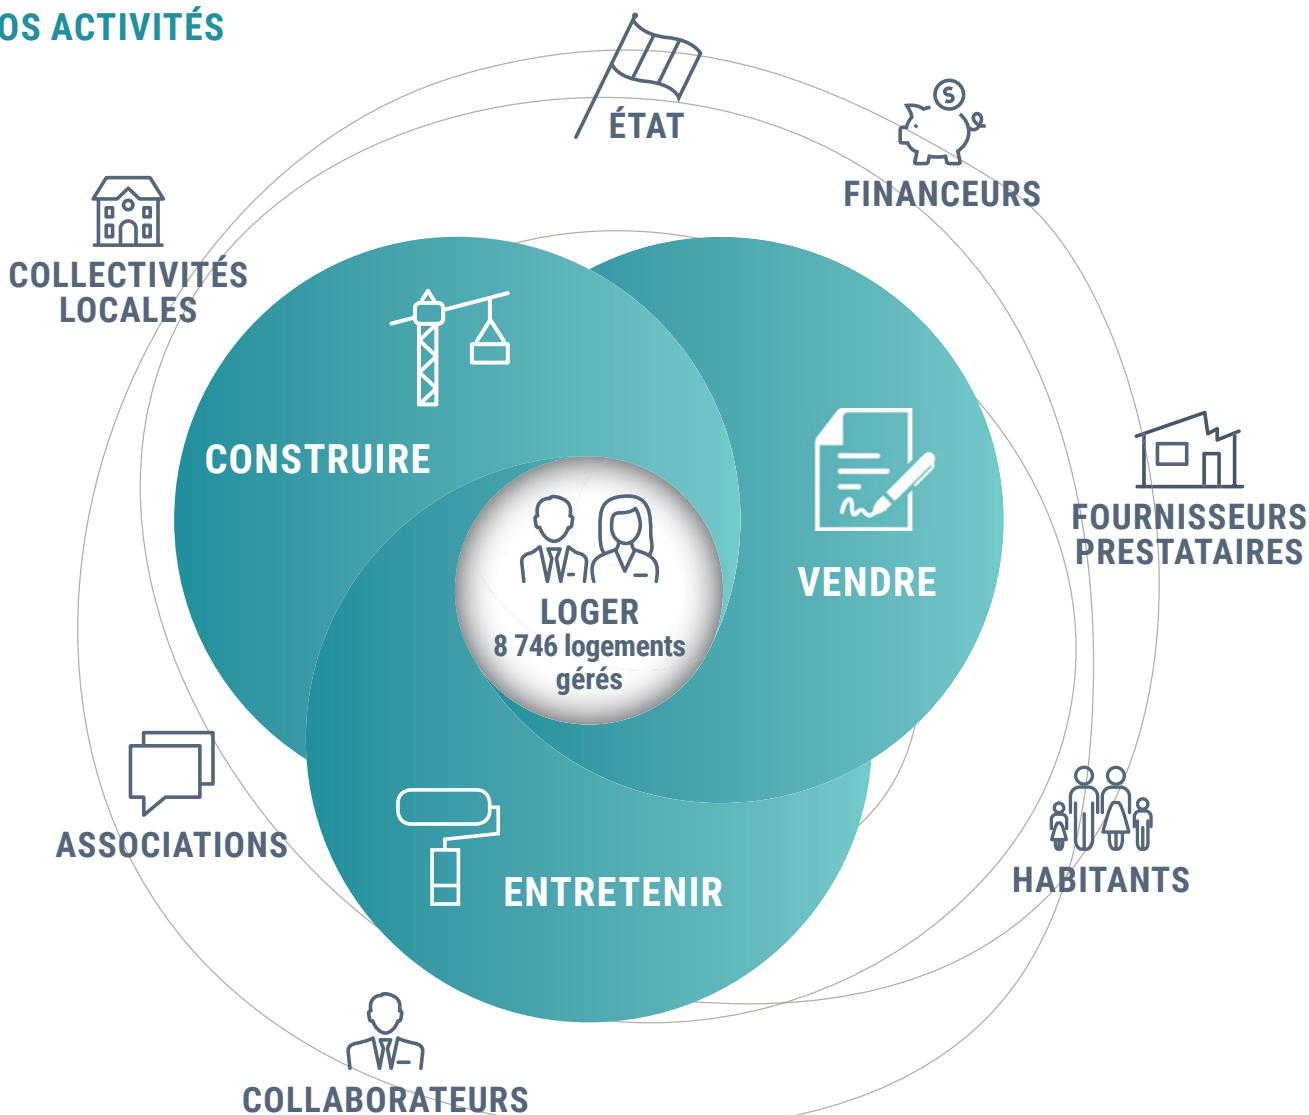 OS ACTIVITÉS
ÉTAT
FINANCEURS
COLLECTIVITÉS
LOCALES
CONSTRUIRE
FOURNISSEURS
PRESTATAIRES
VENDRE
LOGER
8 746 logements
gérés
ASSOCIATIONS
HABITANTS
ENTRETENIR
COLLABORATEURS